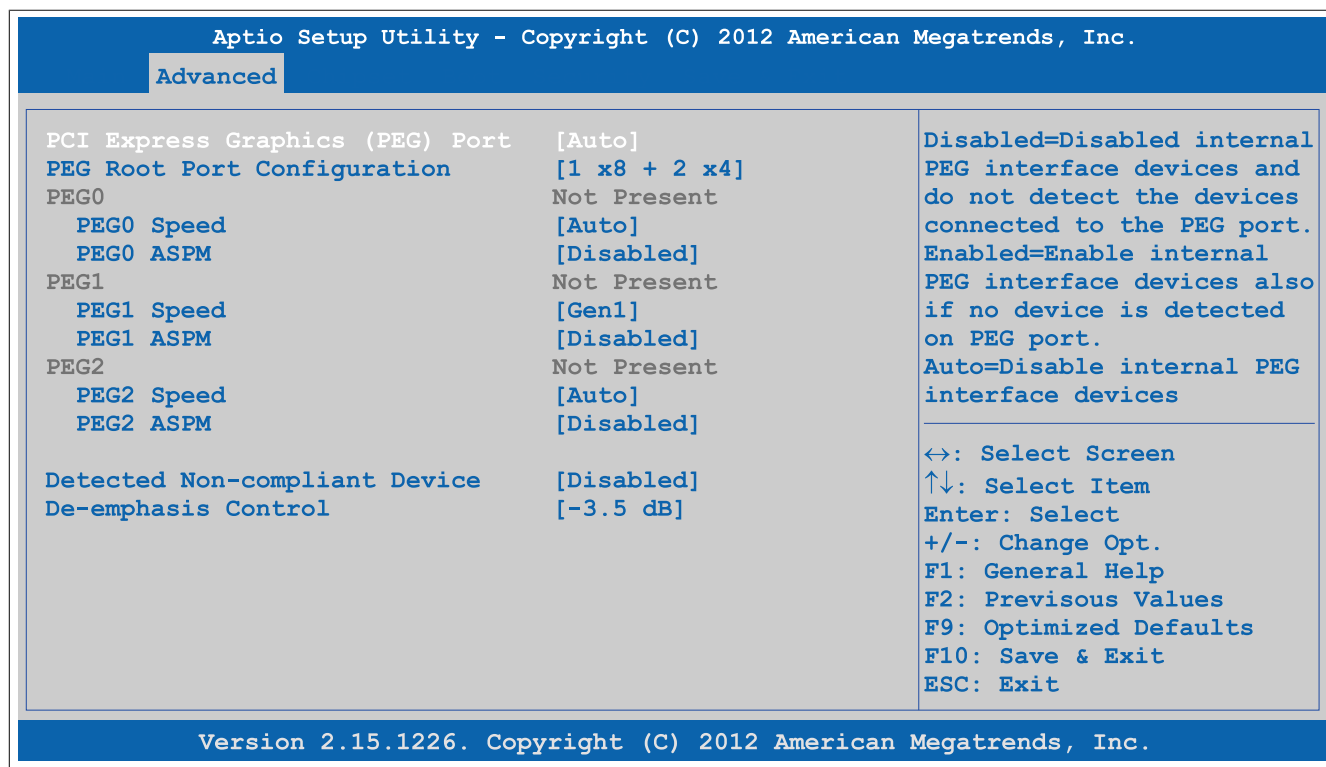 Aptio Setup Utility - Copyright (C) 2012 American Megatrends, Inc.
Advanced
PCI Express Graphics (PEG) Port [Auto]
PEG Root Port Configuration [1 x8 + 2 x4]
PEG0 Not Present
PEG0 Speed [Auto]
PEG0 ASPM [Disabled]
PEG1 Not Present
PEG1 Speed [Gen1]
PEG1 ASPM [Disabled]
PEG2 Not Present
PEG2 Speed [Auto]
PEG2 ASPM [Disabled]
Detected Non-compliant Device [Disabled]
De-emphasis Control [-3.5 dB]
Disabled=Disabled internal
PEG interface devices and
do not detect the devices
connected to the PEG port.
Enabled=Enable internal
PEG interface devices also
if no device is detected
on PEG port.
Auto=Disable internal PEG
interface devices
↔: Select Screen
↑↓: Select Item
Enter: Select
+/-: Change Opt.
F1: General Help
F2: Previsous Values
F9: Optimized Defaults
F10: Save & Exit
ESC: Exit
Version 2.15.1226. Copyright (C) 2012 American Megatrends, Inc.